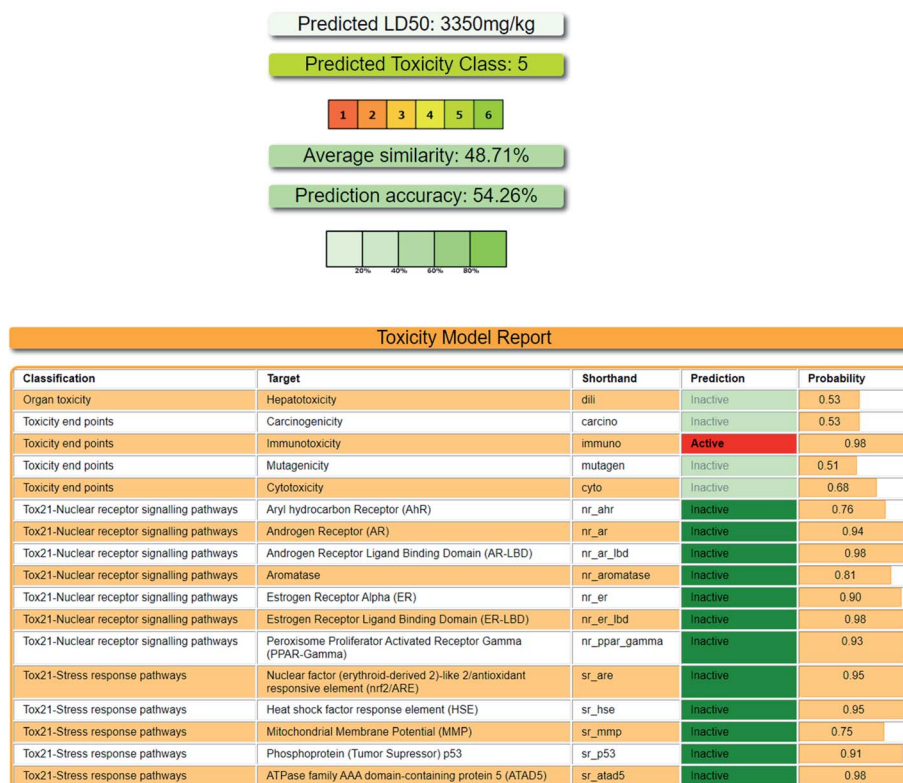 Predicted LD50: 3350mg/kg
Predicted Toxicity Class: 5
1 2 3 4 5 6
Average similarity: 48.71%
Prediction accuracy: 54.26%
20% 40% 60% 80%
Toxicity Model Report
Classification Target Shorthand Prediction Probability
Organ toxicity Hepatotoxicity dili Inactive 0.53
Toxicity end points Carcinogenicity carcino Inactive 0.53
Toxicity end points Immunotoxicity immuno Active 0.98
Toxicity end points Mutagenicity mutagen Inactive 0.51
Toxicity end points Cytotoxicity cyto Inactive 0.68
Tox21-Nuclear receptor signalling pathways Aryl hydrocarbon Receptor (AhR) nr_ahr Inactive 0.76
Tox21-Nuclear receptor signalling pathways Androgen Receptor (AR) nr_ar Inactive 0.94
Tox21-Nuclear receptor signalling pathways Androgen Receptor Ligand Binding Domain (AR-LBD) nr_ar_lbd Inactive 0.98
Tox21-Nuclear receptor signalling pathways Aromatase nr_aromatase Inactive 0.81
Tox21-Nuclear receptor signalling pathways Estrogen Receptor Alpha (ER) nr_er Inactive 0.90
Tox21-Nuclear receptor signalling pathways Estrogen Receptor Ligand Binding Domain (ER-LBD) nr_er_lbd Inactive 0.98
Tox21-Nuclear receptor signalling pathways Peroxisome Proliferator Activated Receptor Gamma nr_ppar_gamma Inactive 0.93
(PPAR-Gamma)
Tox21-Stress response pathways Nuclear factor (erythroid-derived 2)-like 2/antioxidant sr_are Inactive 0.95
responsive element (nrf2/ARE)
Tox21-Stress response pathways Heat shock factor response element (HSE) sr_hse Inactive 0.95
Tox21-Stress response pathways Mitochondrial Membrane Potential (MMP) sr_mmp Inactive 0.75
Tox21-Stress response pathways Phosphoprotein (Tumor Supressor) p53 sr_p53 Inactive 0.91
Tox21-Stress response pathways ATPase family AAA domain-containing protein 5 (ATAD5) sr_atad5 Inactive 0.98